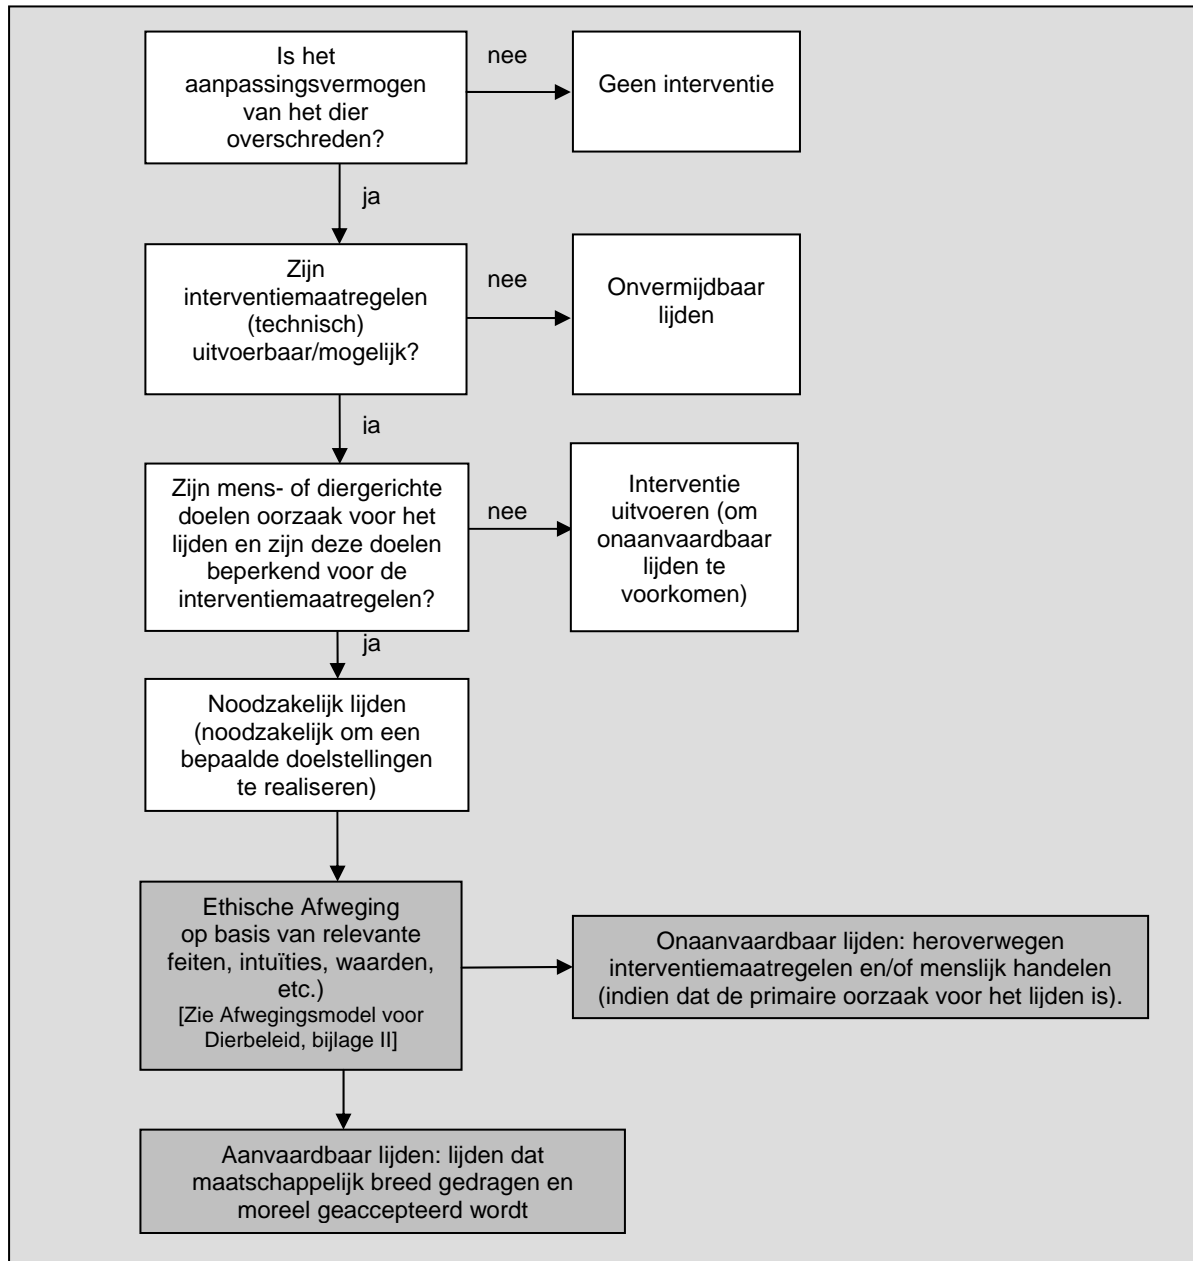 Is het
aanpassingsvermogen
van het dier
overschreden?
nee
Geen interventie
ja
Zijn
interventiemaatregelen
(technisch)
uitvoerbaar/mogelijk?
nee
Onvermijdbaar
lijden
ja
Zijn mens- of diergerichte
doelen oorzaak voor het
lijden en zijn deze doelen
beperkend voor de
interventiemaatregelen?
nee
Interventie
uitvoeren (om
onaanvaardbaar
lijden te
voorkomen)
ja
Noodzakelijk lijden
(noodzakelijk om een
bepaalde doelstellingen
te realiseren)
Ethische Afweging
op basis van relevante
feiten, intuïties, waarden,
etc.)
[Zie Afwegingsmodel voor
Dierbeleid, bijlage II]
Onaanvaardbaar lijden: heroverwegen
interventiemaatregelen en/of menslijk handelen
(indien dat de primaire oorzaak voor het lijden is).
Aanvaardbaar lijden: lijden dat
maatschappelijk breed gedragen en
moreel geaccepteerd wordt